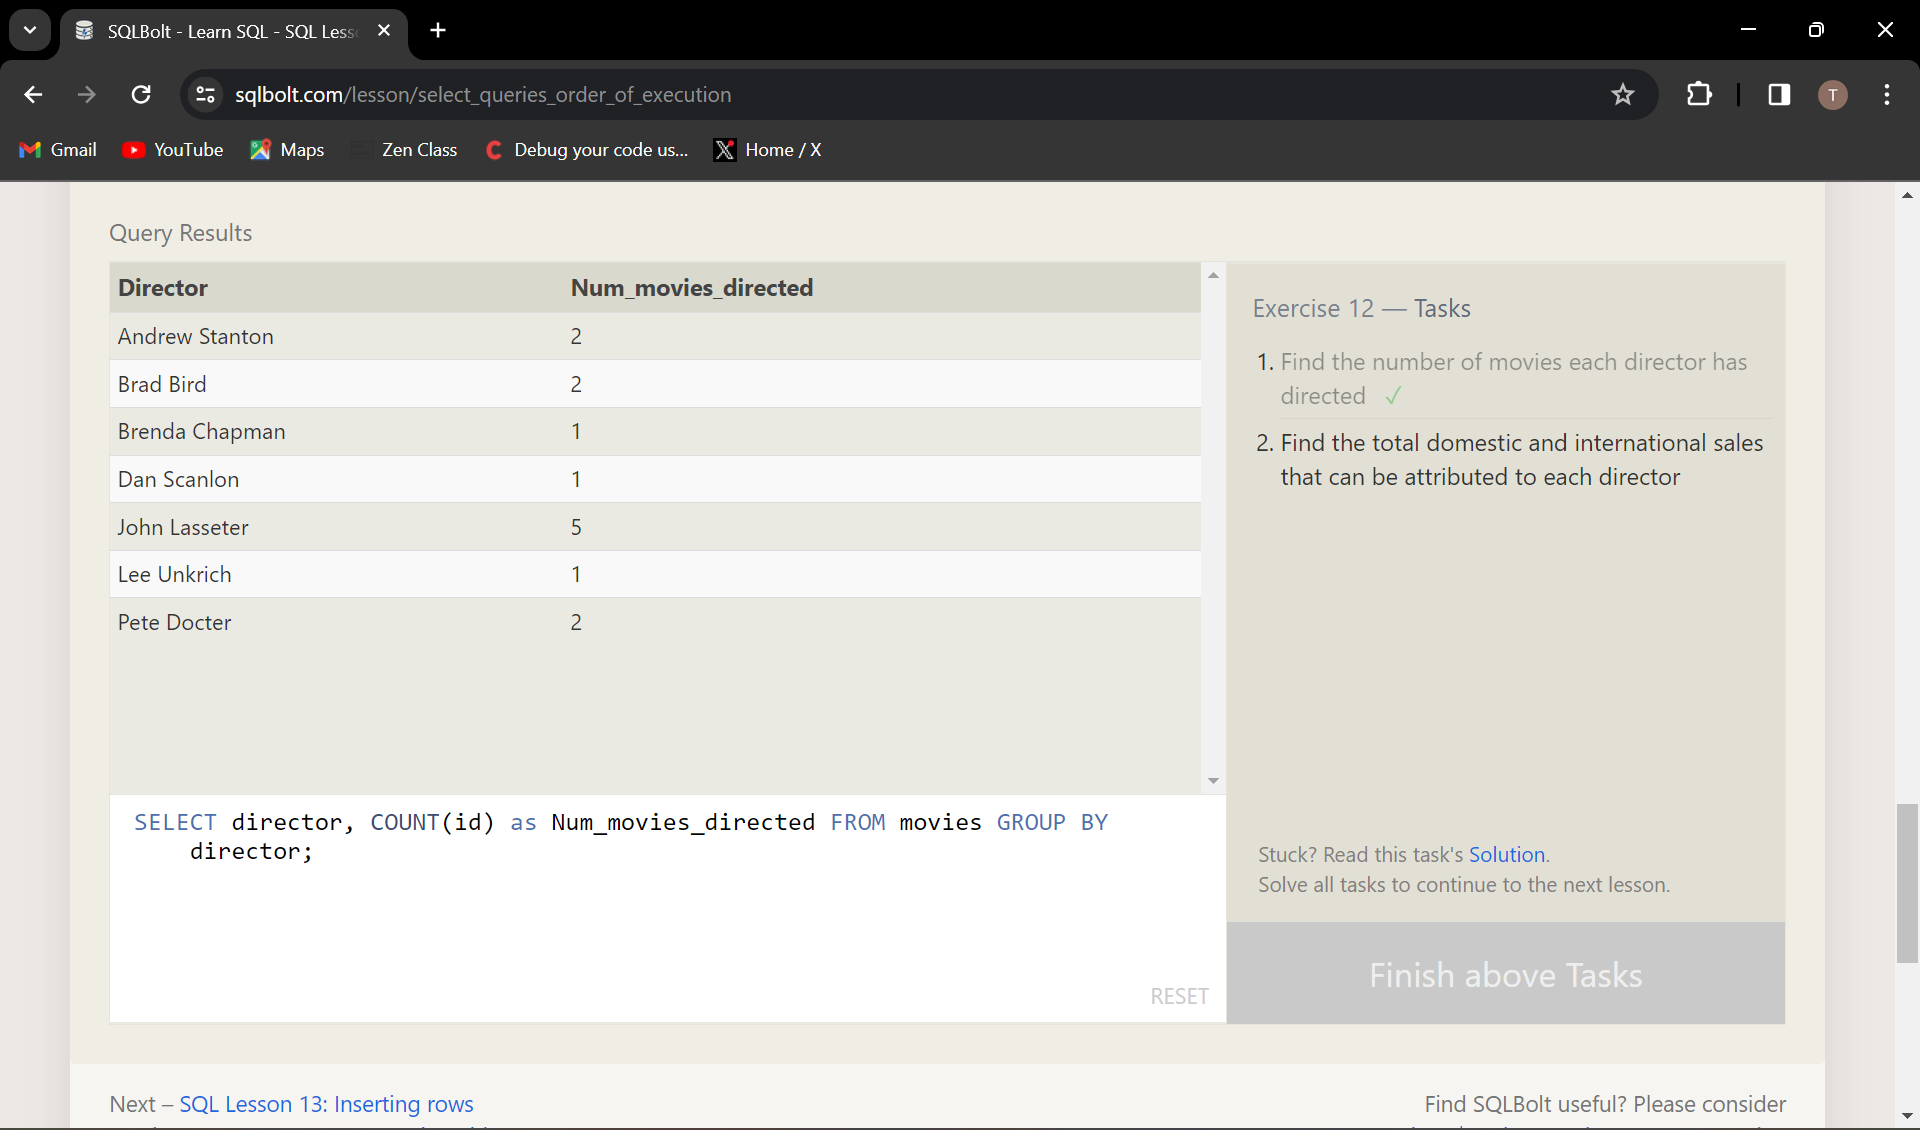 SQLBolt - Learn SQL - SQL Less
sqlbolt.com/lesson/select_queries_order_of_execution
T
Gmail
YouTube
Maps
Zen Class
Debug your code us...
Home / X
Query Results
Director Num_movies_directed
Andrew Stanton 2
Brad Bird 2
Brenda Chapman 1
Dan Scanlon 1
John Lasseter 5
Lee Unkrich 1
Pete Docter 2
SELECT director, COUNT(id) as Num_movies_directed FROM movies GROUP BY
director;
RESET
Exercise 12 — Tasks
1. Find the number of movies each director has
directed ✓
2. Find the total domestic and international sales
that can be attributed to each director
Stuck? Read this task's Solution.
Solve all tasks to continue to the next lesson.
Finish above Tasks
Next – SQL Lesson 13: Inserting rows
Find SQLBolt useful? Please consider